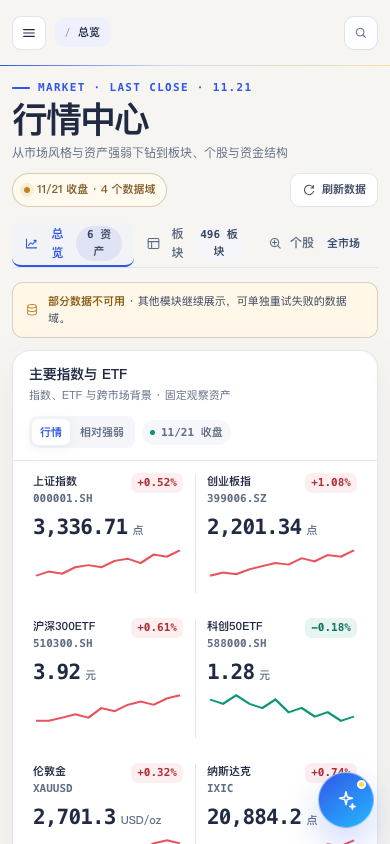 / 总览
MARKET · LAST CLOSE · 11.21
行情中心
从市场风格与资产强弱下钻到板块、个股与资金结构
11/21 收盘 · 4 个数据域
刷新数据
总览 6 资产 板块 496 板块 个股 全市场
部分数据不可用 · 其他模块继续展示，可单独重试失败的数据
域。
主要指数与 ETF
指数、ETF 与跨市场背景 · 固定观察资产
行情 相对强弱 11/21 收盘
上证指数 +0.52%
000001.SH
3,336.71 点
创业板指 +1.08%
399006.SZ
2,201.34 点
沪深300ETF +0.61%
510300.SH
3.92 元
科创50ETF −0.18%
588000.SH
1.28 元
伦敦金 +0.32%
XAUUSD
2,701.3 USD/oz
纳斯达克 +0.74%
IXIC
20,884.2 点